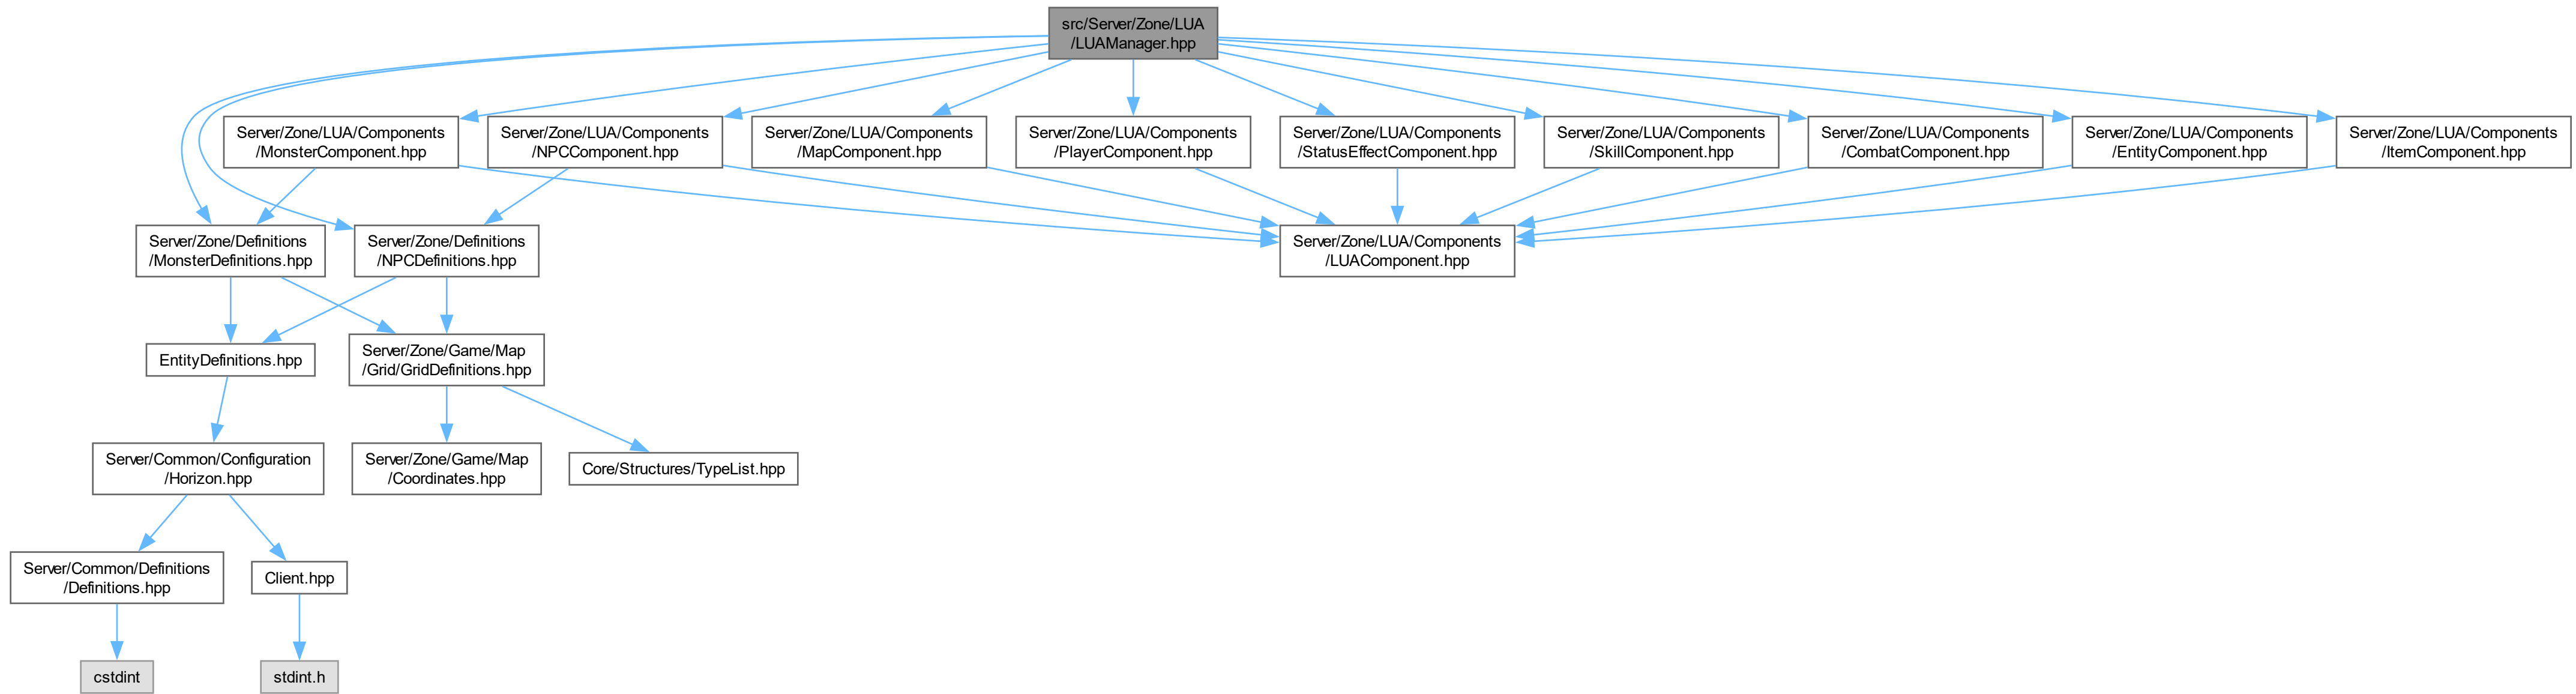 src/Server/Zone/LUA
/LUAManager.hpp
Server/Zone/LUA/Components
/MonsterComponent.hpp
Server/Zone/LUA/Components
/NPCComponent.hpp
Server/Zone/LUA/Components
/MapComponent.hpp
Server/Zone/LUA/Components
/PlayerComponent.hpp
Server/Zone/LUA/Components
/StatusEffectComponent.hpp
Server/Zone/LUA/Components
/SkillComponent.hpp
Server/Zone/LUA/Components
/CombatComponent.hpp
Server/Zone/LUA/Components
/EntityComponent.hpp
Server/Zone/LUA/Components
/ItemComponent.hpp
Server/Zone/Definitions
/MonsterDefinitions.hpp
Server/Zone/Definitions
/NPCDefinitions.hpp
Server/Zone/LUA/Components
/LUAComponent.hpp
EntityDefinitions.hpp
Server/Zone/Game/Map
/Grid/GridDefinitions.hpp
Server/Common/Configuration
/Horizon.hpp
Server/Zone/Game/Map
/Coordinates.hpp
Core/Structures/TypeList.hpp
Server/Common/Definitions
/Definitions.hpp
Client.hpp
cstdint
stdint.h